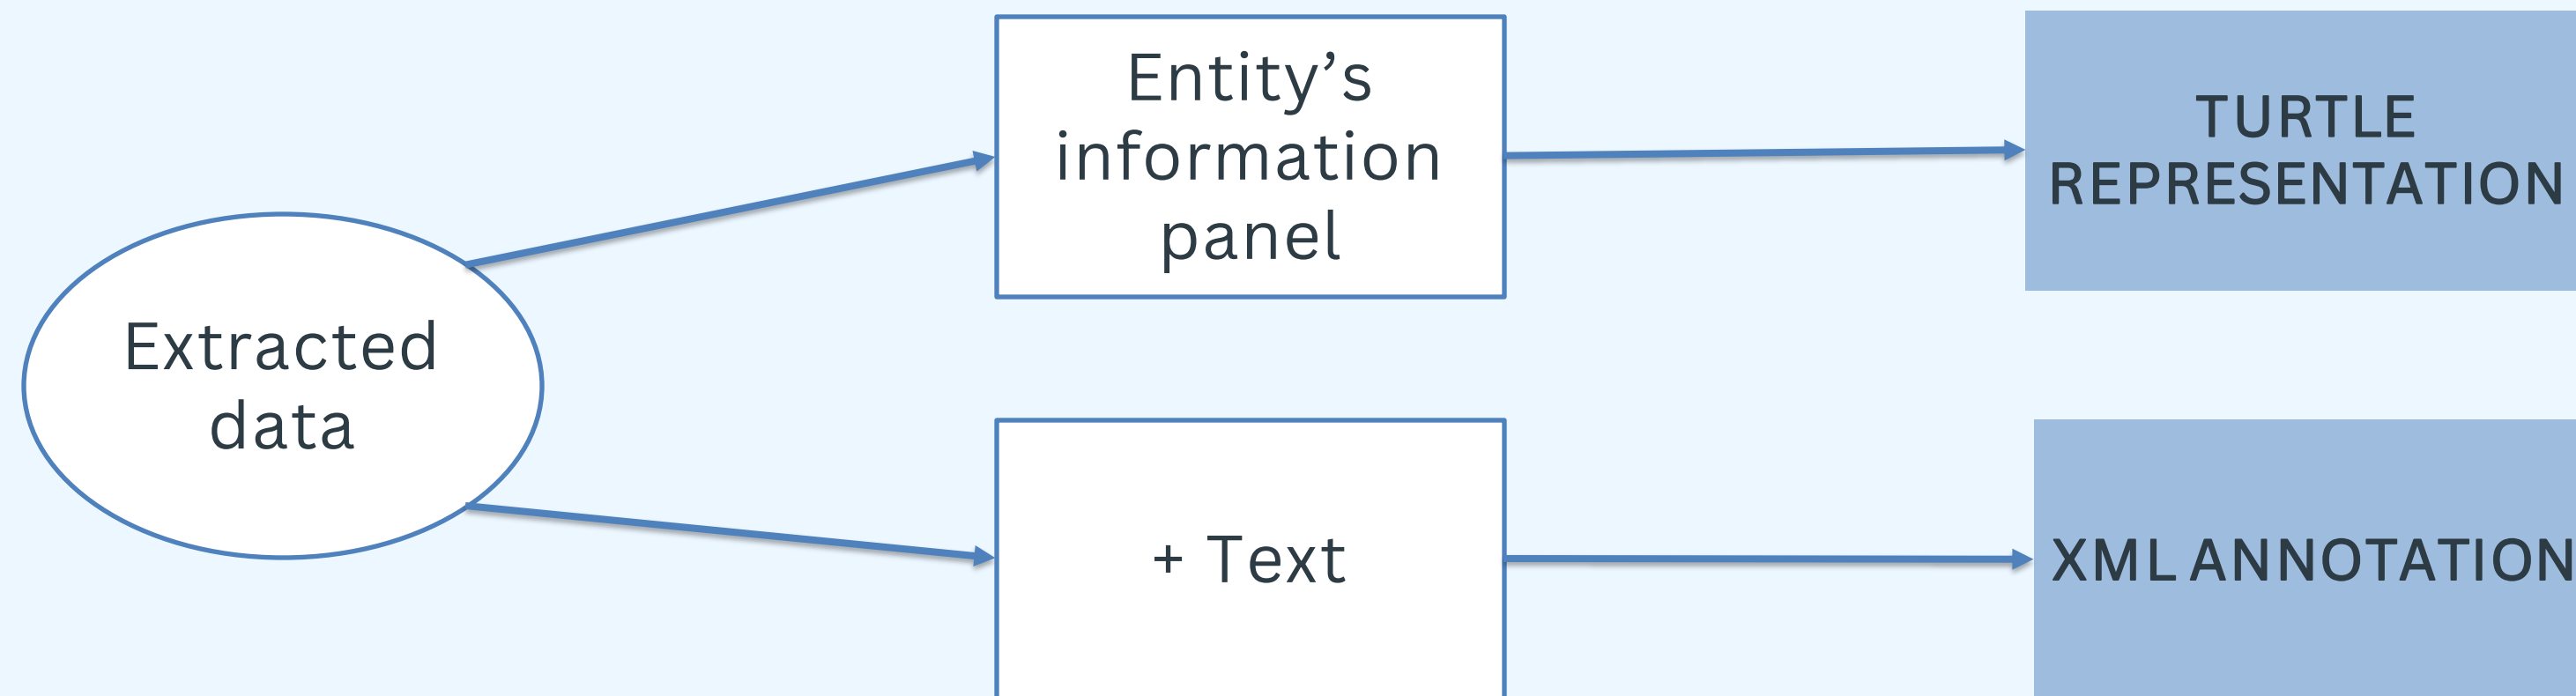 Extracted
data
Entity’s
information
panel
TURTLE
REPRESENTATION
+ Text
XML ANNOTATION